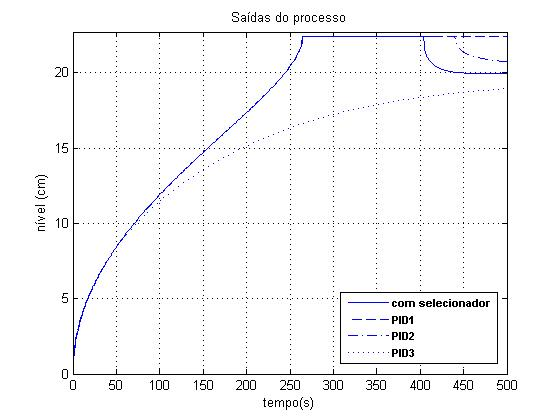 Saídas do processo
nível (cm)
20
15
10
5
0
0 50 100 150 200 250 300 350 400 450 500
tempo(s)
com selecionador
PID1
PID2
PID3